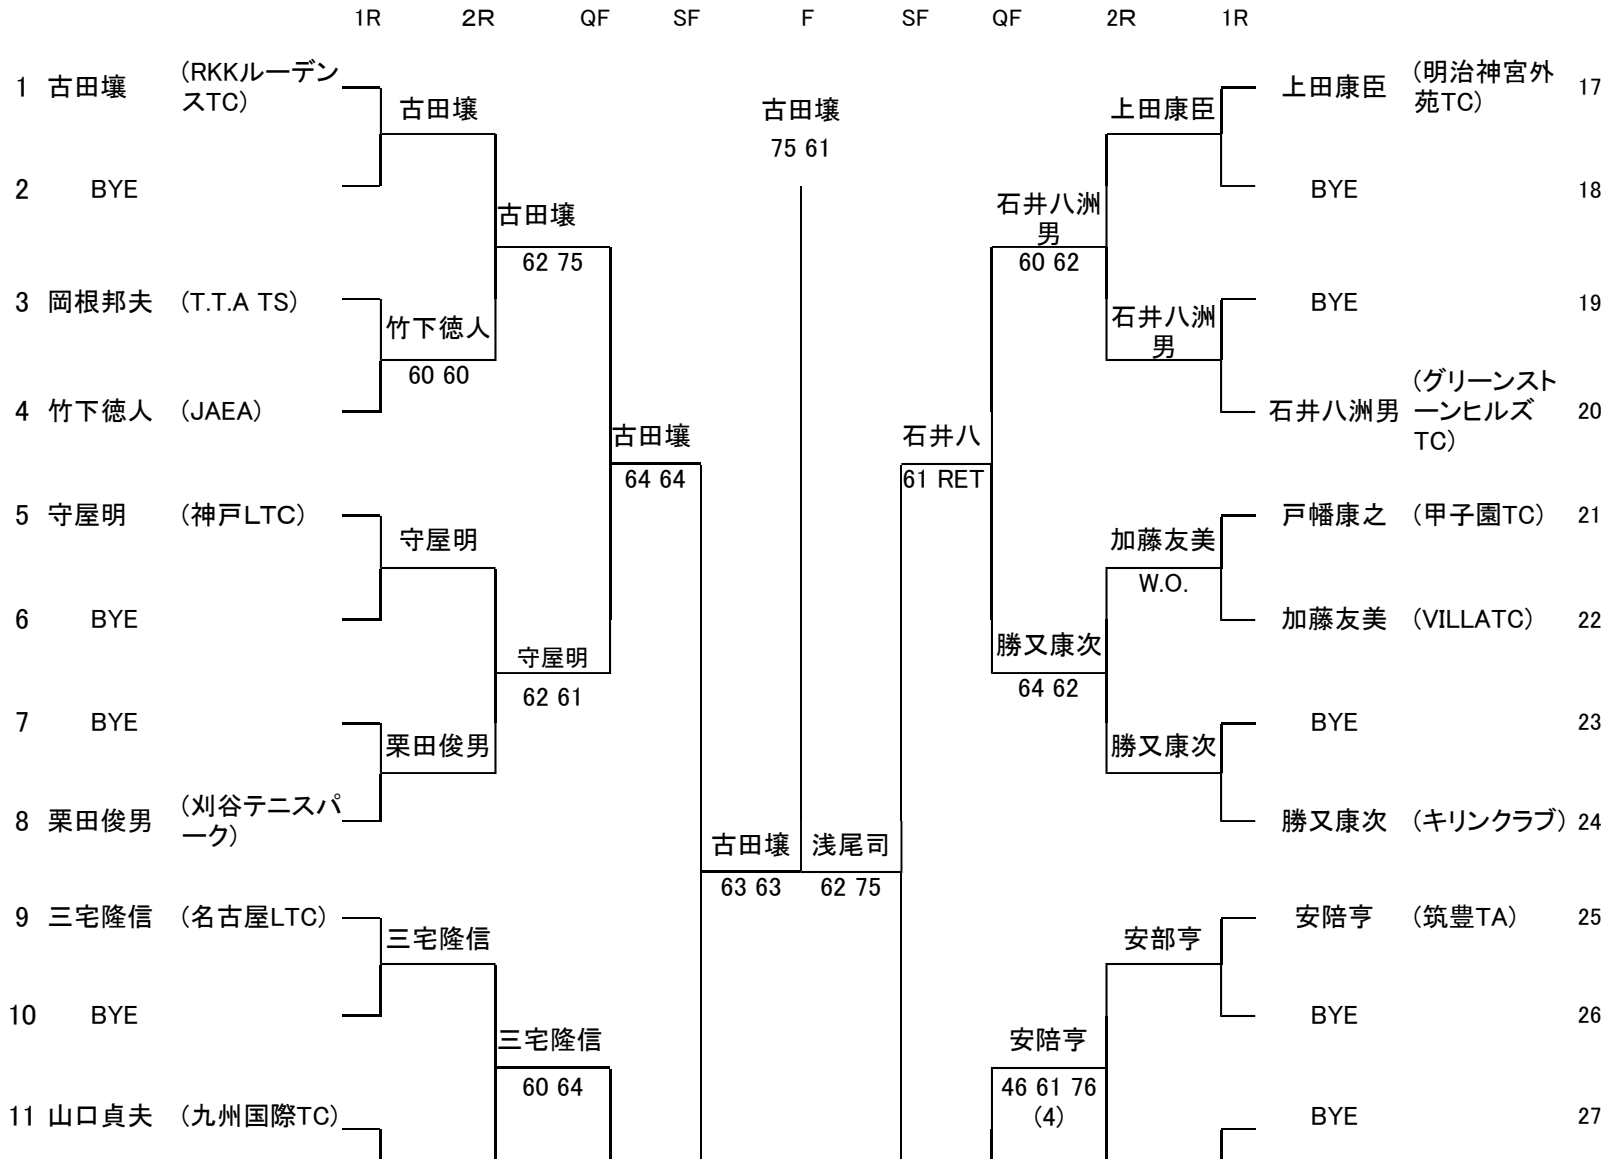 1R 2R QF SF F SF QF 2R 1R
1 古田壤 (RKKルーデン
スTC)
古田壤
2 BYE
古田壤
62 75
3 岡根邦夫 (T.T.A TS)
竹下徳人
60 60
4 竹下徳人 (JAEA)
古田壤
64 64
5 守屋明 (神戸LTC)
守屋明
6 BYE
守屋明
62 61
7 BYE
栗田俊男
8 栗田俊男 (刈谷テニスパ
ーク)
古田壤
63 63
9 三宅隆信 (名古屋LTC)
三宅隆信
10 BYE
三宅隆信
60 64
11 山口貞夫 (九州国際TC)
古田壤
75 61
上田康臣 (明治神宮外
苑TC) 17
上田康臣
BYE 18
石井八洲
男
60 62
BYE 19
石井八洲
男
石井八洲男 (グリーンスト
ーンヒルズ
TC) 20
石井八
61 RET
戸幡康之 (甲子園TC) 21
加藤友美
W.O.
加藤友美 (VILLATC) 22
勝又康次
64 62
BYE 23
勝又康次
勝又康次 (キリンクラブ) 24
浅尾司
62 75
安陪亨 (筑豊TA) 25
安部亨
BYE 26
安陪亨
46 61 76
(4)
BYE 27